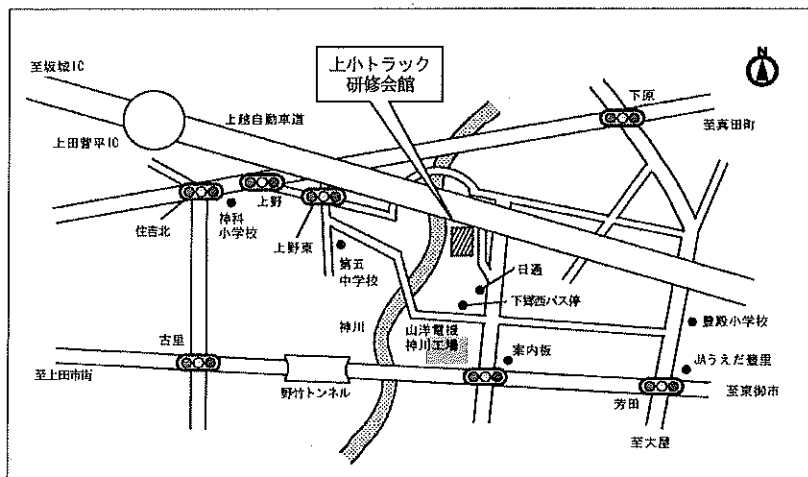 至坂城IC
上小トラック
研修会館
N
下原
上越自動車道
至真田町
上田菅平IC
上野
住吉北
神科
小学校
上野東
第五
中学校
日通
下郷西バス停
神川
山洋電機
神川工場
案内板
豊殿小学校
古里
JAうえだ豊里
至上田市街
野竹トンネル
芳田
至東御市
至大屋